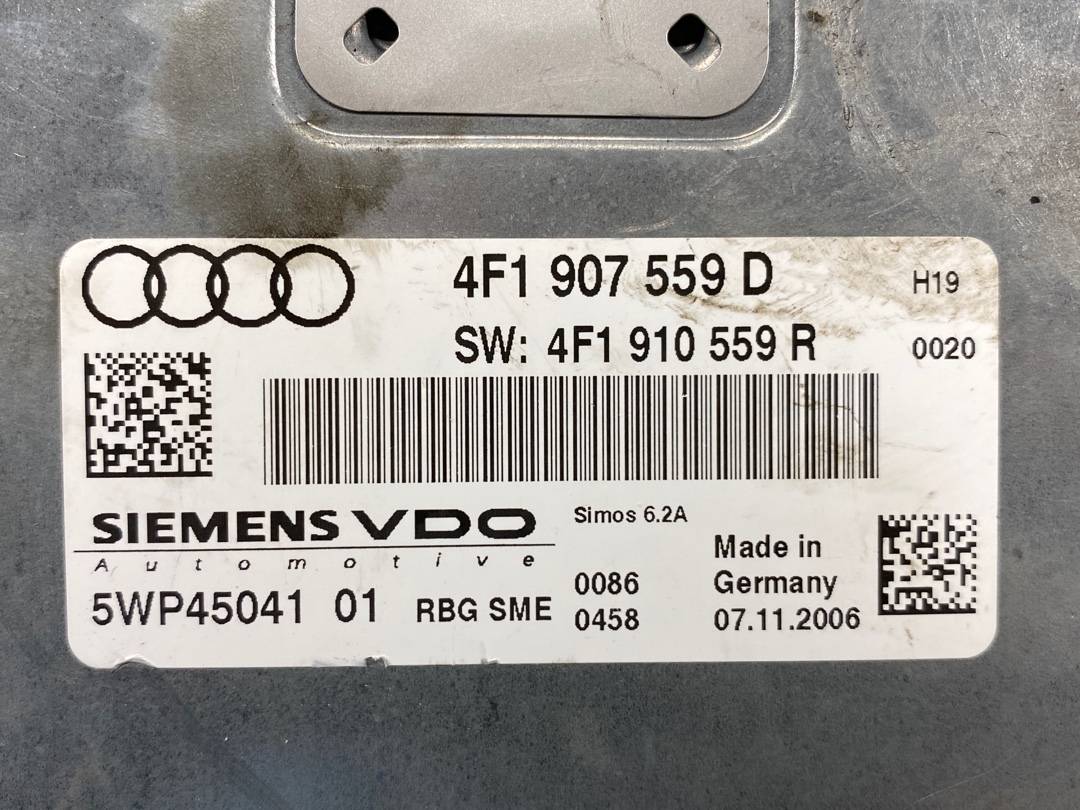 4F1 907 559 D
H19
SW: 4F1 910 559 R
0020
SIEMENS VDO
Automotive
Simos 6.2A
5WP45041 01
RBG SME
0086
0458
Made in
Germany
07.11.2006